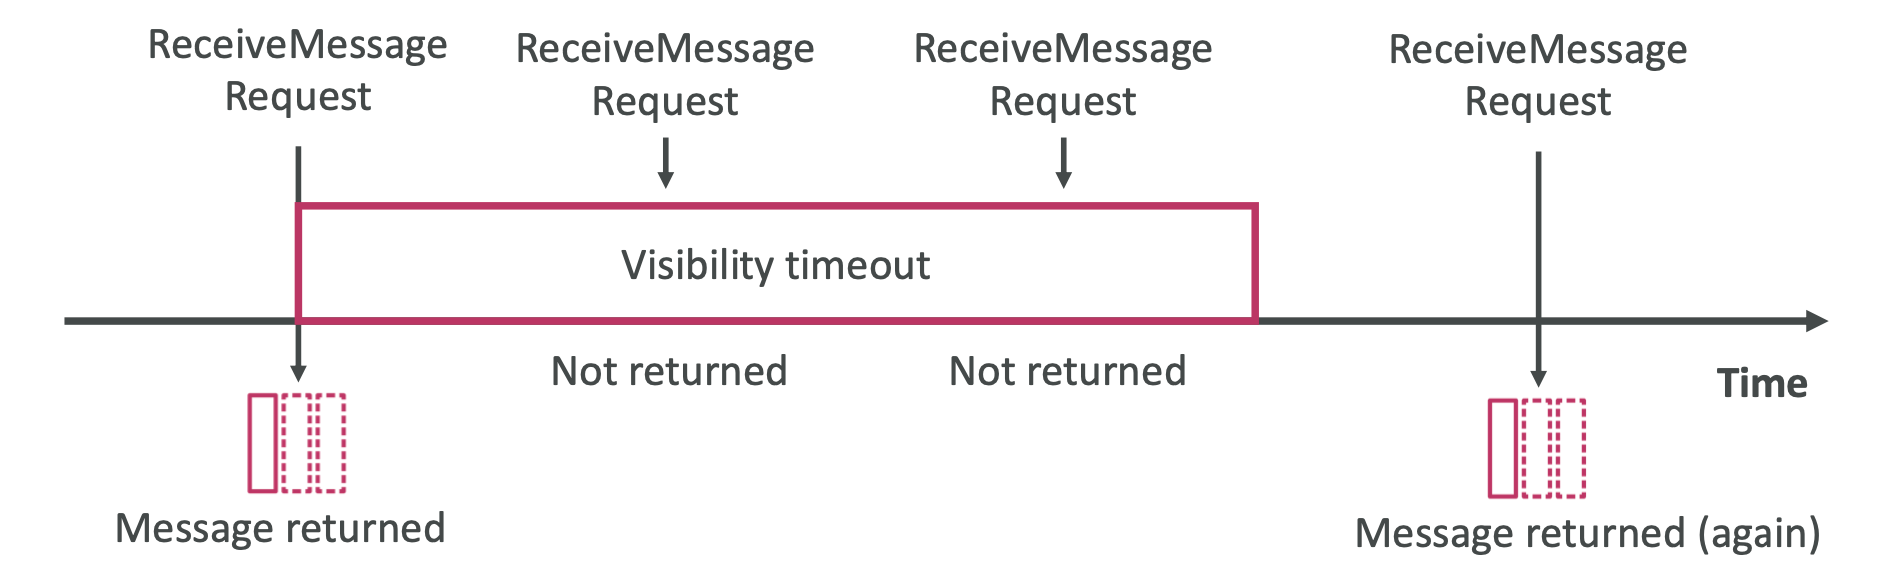 ReceiveMessage
Request
ReceiveMessage
Request
ReceiveMessage
Request
ReceiveMessage
Request
Visibility timeout
Not returned
Not returned
Time
Message returned
Message returned (again)